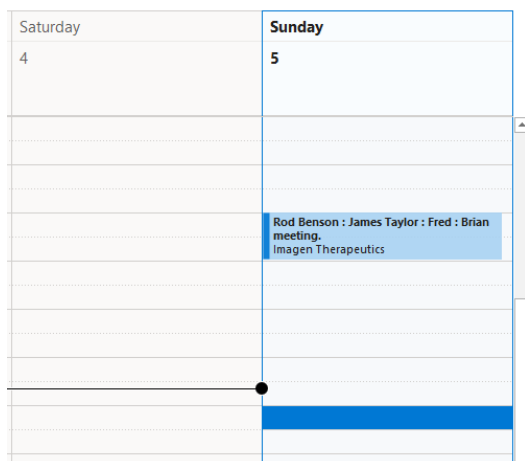 Saturday
Sunday
4
5
Rod Benson : James Taylor : Fred : Brian
meeting.
Imagen Therapeutics